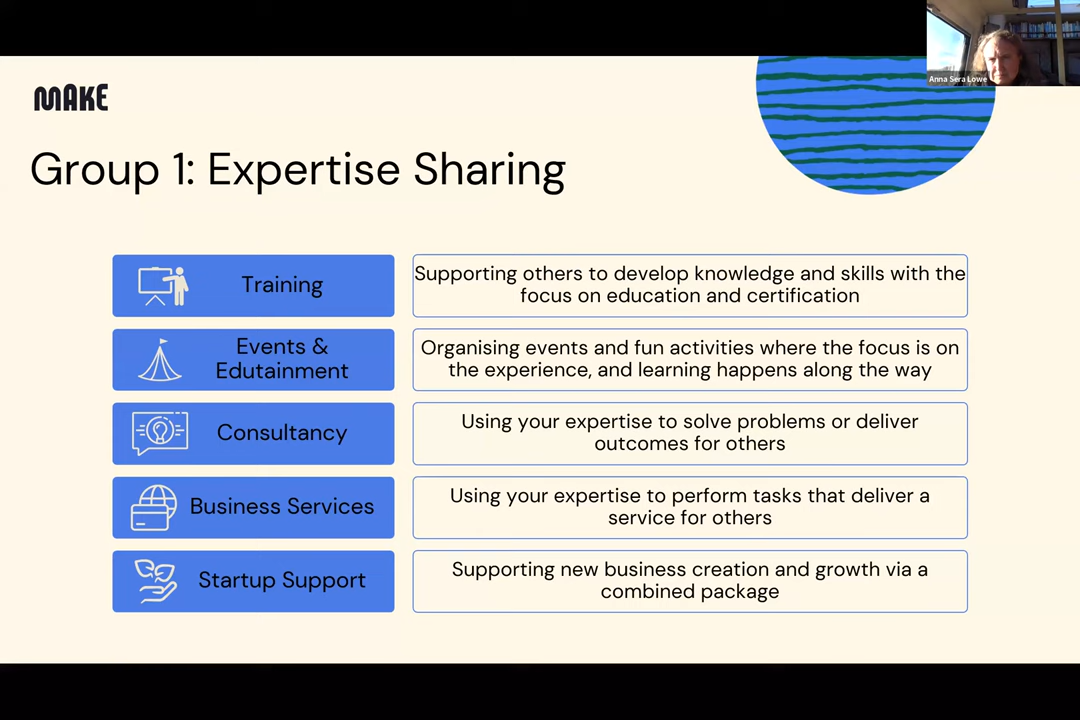 Anna Sera Lowe
MAKE
Group 1: Expertise Sharing
Training
Supporting others to develop knowledge and skills with the
focus on education and certification
Events &
Edutainment
Organising events and fun activities where the focus is on
the experience, and learning happens along the way
Consultancy
Using your expertise to solve problems or deliver
outcomes for others
Business Services
Using your expertise to perform tasks that deliver a
service for others
Startup Support
Supporting new business creation and growth via a
combined package